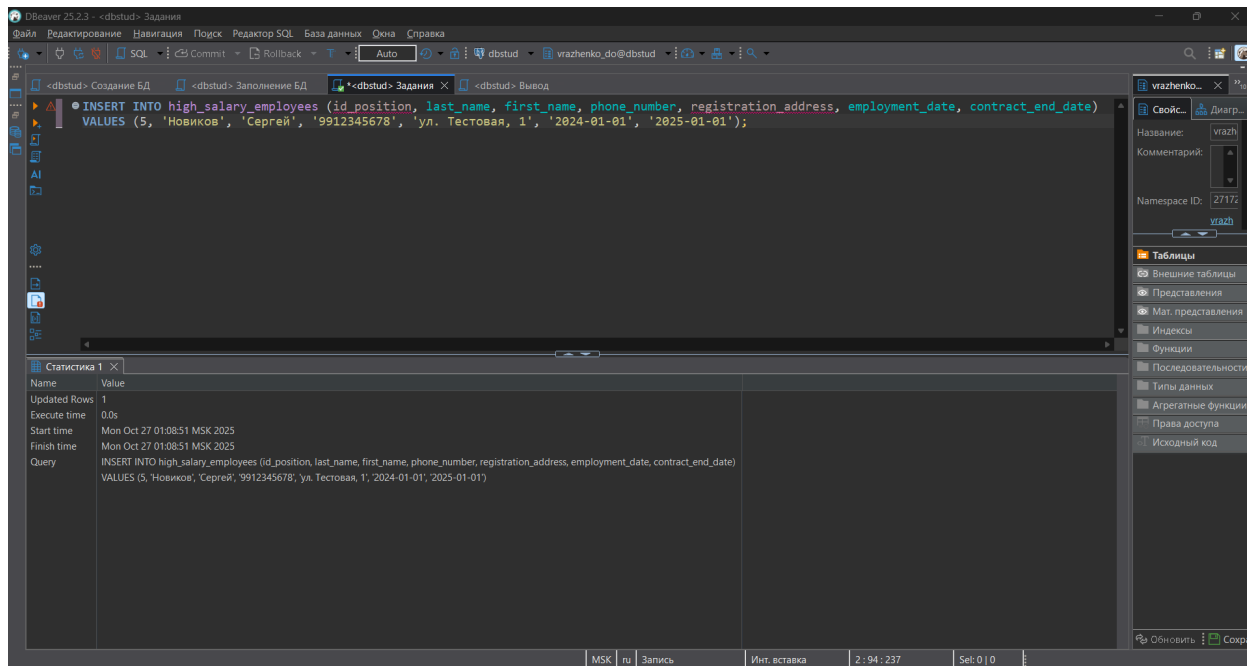 DBeaver 25.2.3 - <dbstud> Задания
Файл Редактирование Навигация Поиск Редактор SQL База данных Окна Справка
SQL Commit Rollback T Auto dbstud vrazhenko_do@dbstud
<dbstud> Создание БД <dbstud> Заполнение БД *<dbstud> Задания <dbstud> Вывод
INSERT INTO high_salary_employees (id_position, last_name, first_name, phone_number, registration_address, employment_date, contract_end_date)
VALUES (5, 'Новиков', 'Сергей', '9912345678', 'ул. Тестовая, 1', '2024-01-01', '2025-01-01');
AI
Статистика 1
Name Value
Updated Rows 1
Execute time 0.0s
Start time Mon Oct 27 01:08:51 MSK 2025
Finish time Mon Oct 27 01:08:51 MSK 2025
Query INSERT INTO high_salary_employees (id_position, last_name, first_name, phone_number, registration_address, employment_date, contract_end_date)
VALUES (5, 'Новиков', 'Сергей', '9912345678', 'ул. Тестовая, 1', '2024-01-01', '2025-01-01')
vrazhenko...
Свойс... Диагр...
Название: vrazh
Комментарий:
Namespace ID: 27172
vrazh
Таблицы
Внешние таблицы
Представления
Мат. представления
Индексы
Функции
Последовательности
Типы данных
Агрегатные функции
Права доступа
Исходный код
Обновить Сохр
MSK ru Запись Инт. вставка 2 : 94 : 237 Sel: 0 | 0